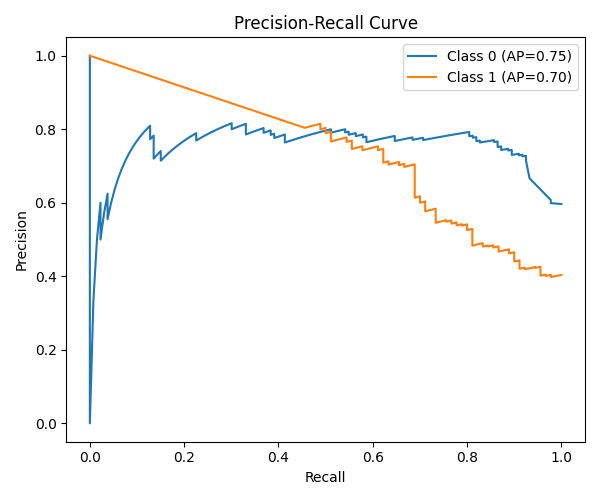 Precision-Recall Curve
Class 0 (AP=0.75)
Class 1 (AP=0.70)
Precision
1.0
0.8
0.6
0.4
0.2
0.0
0.0 0.2 0.4 0.6 0.8 1.0
Recall